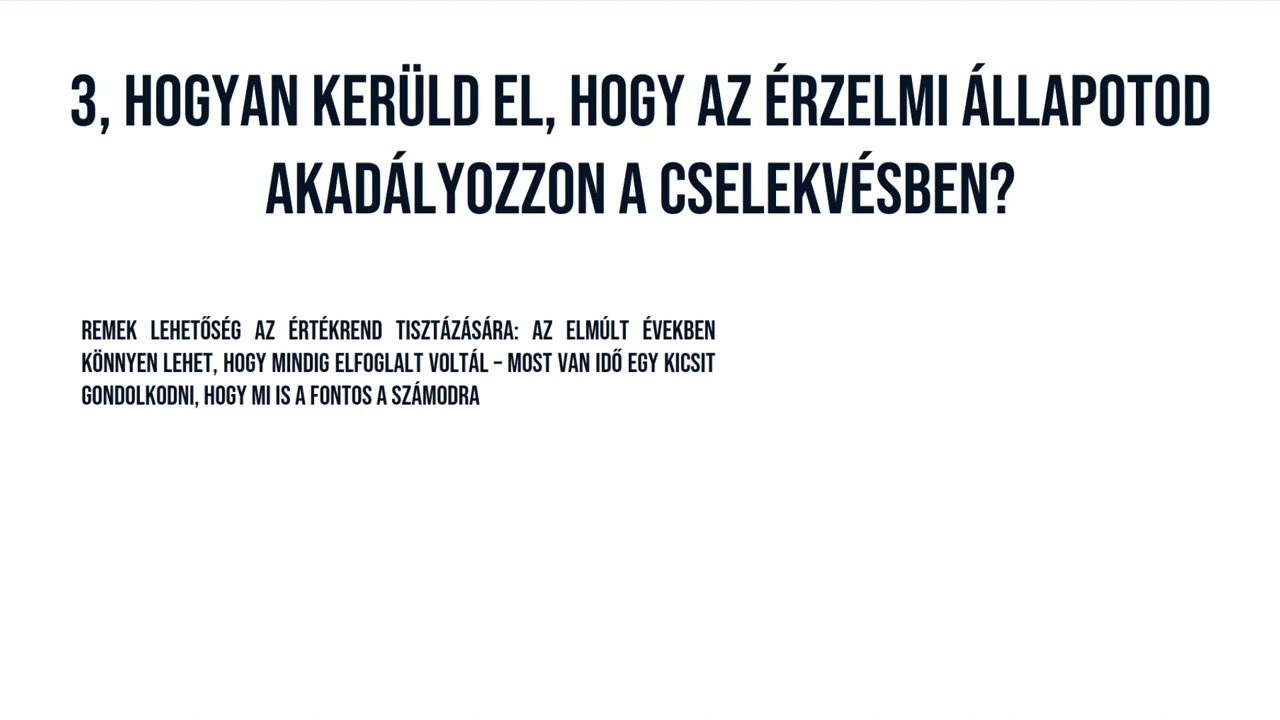 3, HOGYAN KERÜLD EL, HOGY AZ ÉRZELMI ÁLLAPOTOD
AKADÁLYOZZON A CSELEKVÉSBEN?
REMEK LEHETŐSÉG AZ ÉRTÉKREND TISZTÁZÁSÁRA: AZ ELMÚLT ÉVEKBEN
KÖNNYEN LEHET, HOGY MINDIG ELFOGLALT VOLTÁL – MOST VAN IDŐ EGY KICSIT
GONDOLKODNI, HOGY MI IS A FONTOS A SZÁMODRA